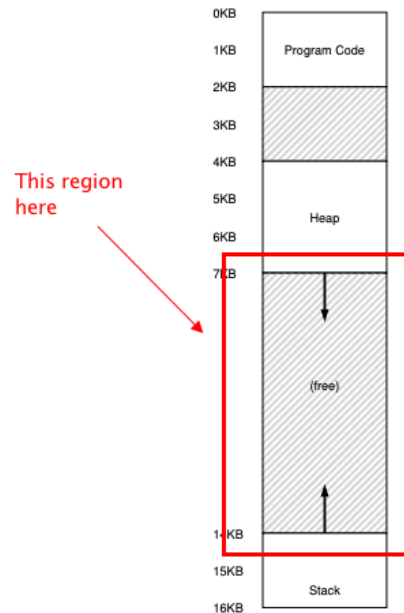 0KB
1KB
Program Code
2KB
3KB
4KB
This region
here
5KB
Heap
6KB
7KB
(free)
14KB
15KB
Stack
16KB